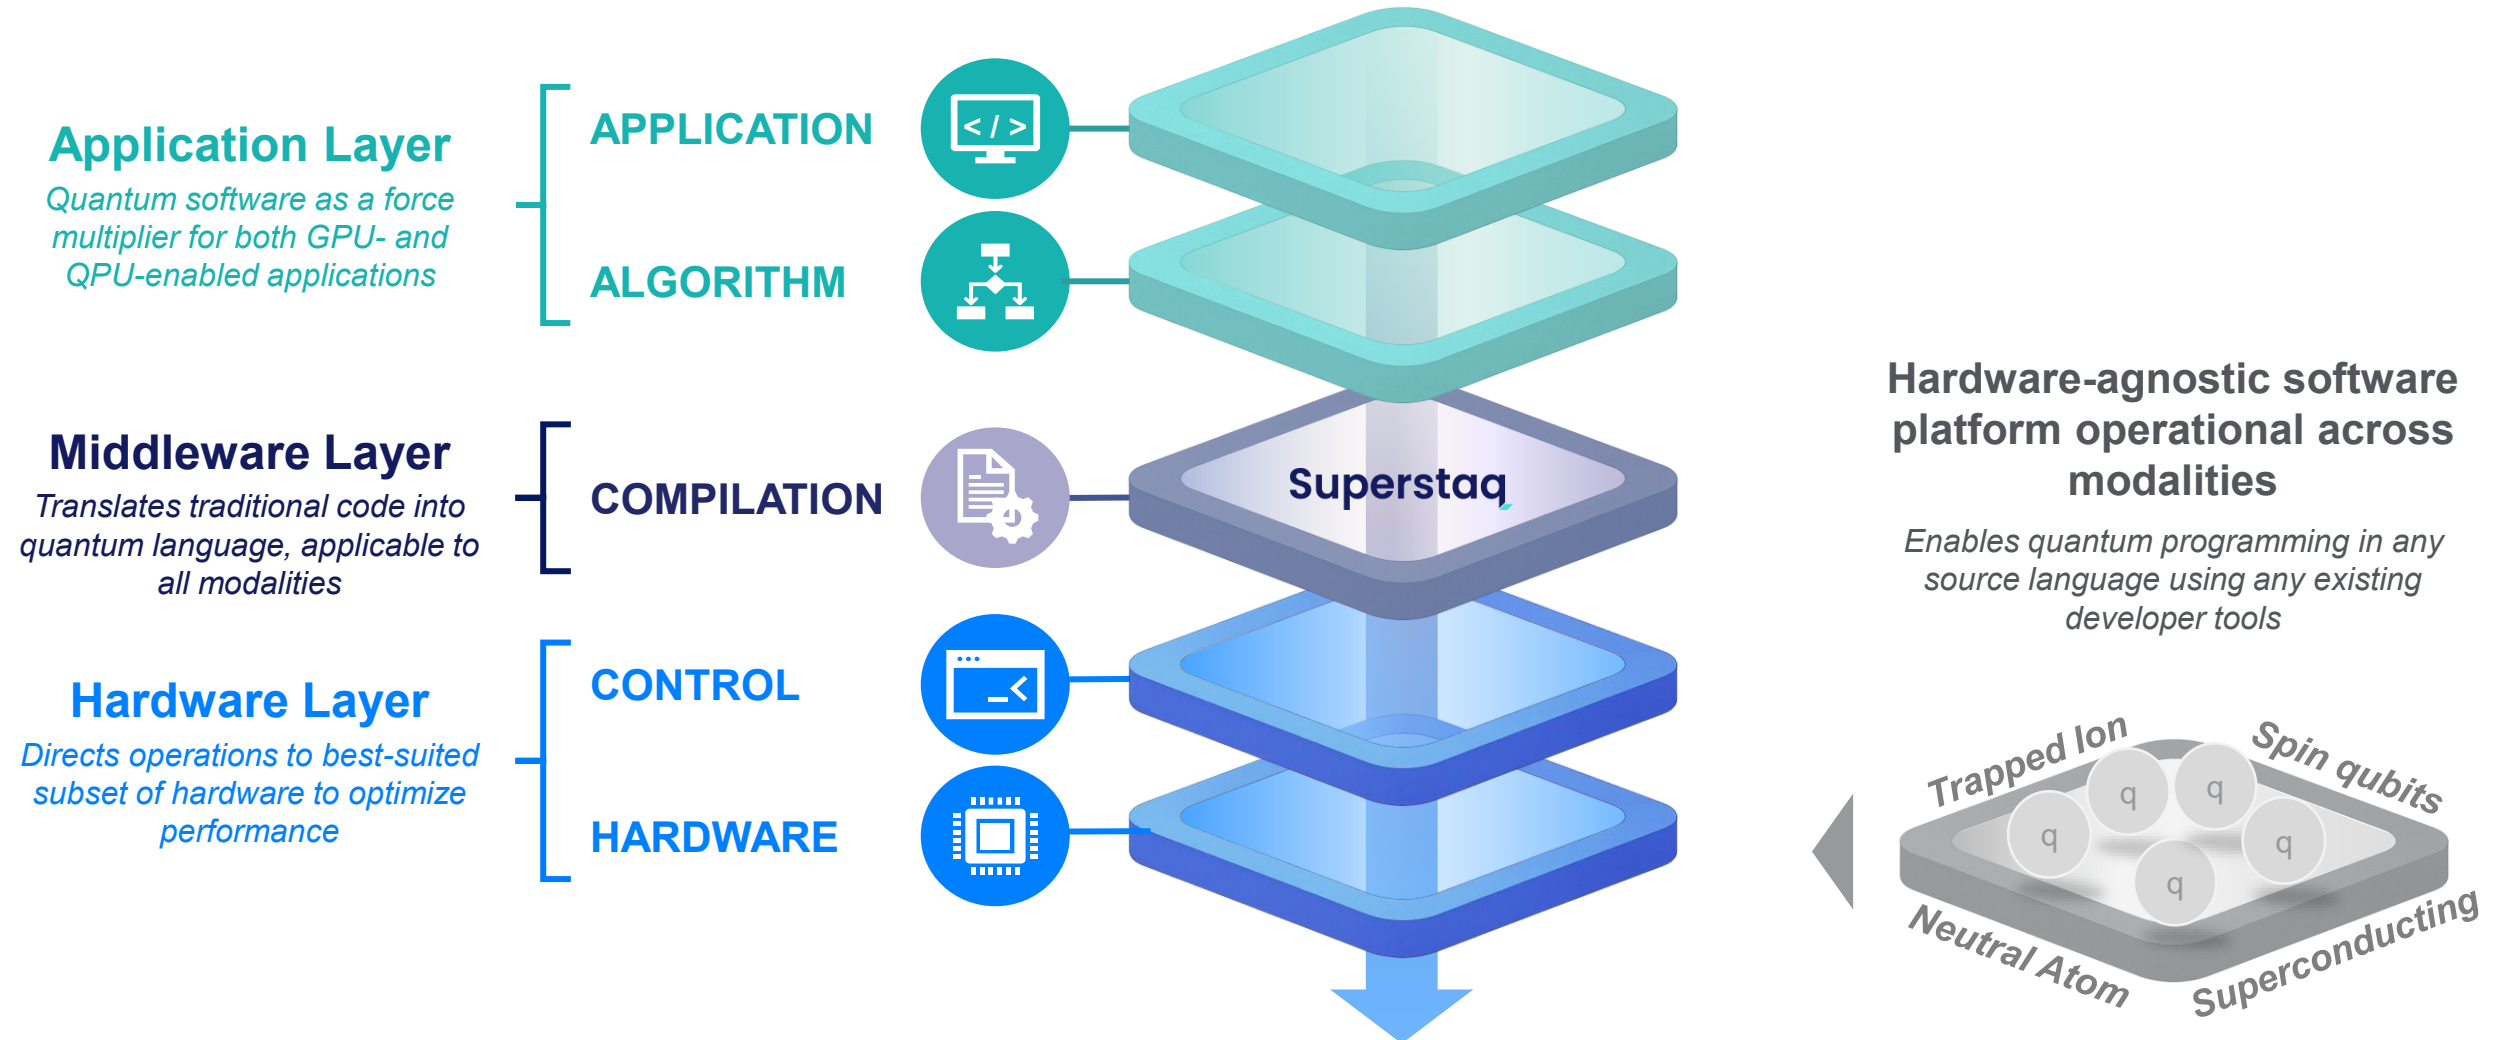 Application Layer
Quantum software as a force
multiplier for both GPU- and
QPU-enabled applications
APPLICATION
</>
ALGORITHM
Middleware Layer
Translates traditional code into
quantum language, applicable to
all modalities
COMPILATION
Superstaq
Hardware Layer
Directs operations to best-suited
subset of hardware to optimize
performance
CONTROL
HARDWARE
Hardware-agnostic software
platform operational across
modalities
Enables quantum programming in any
source language using any existing
developer tools
Trapped Ion
Spin qubits
q
q
q
q
q
Neutral Atom
Superconducting